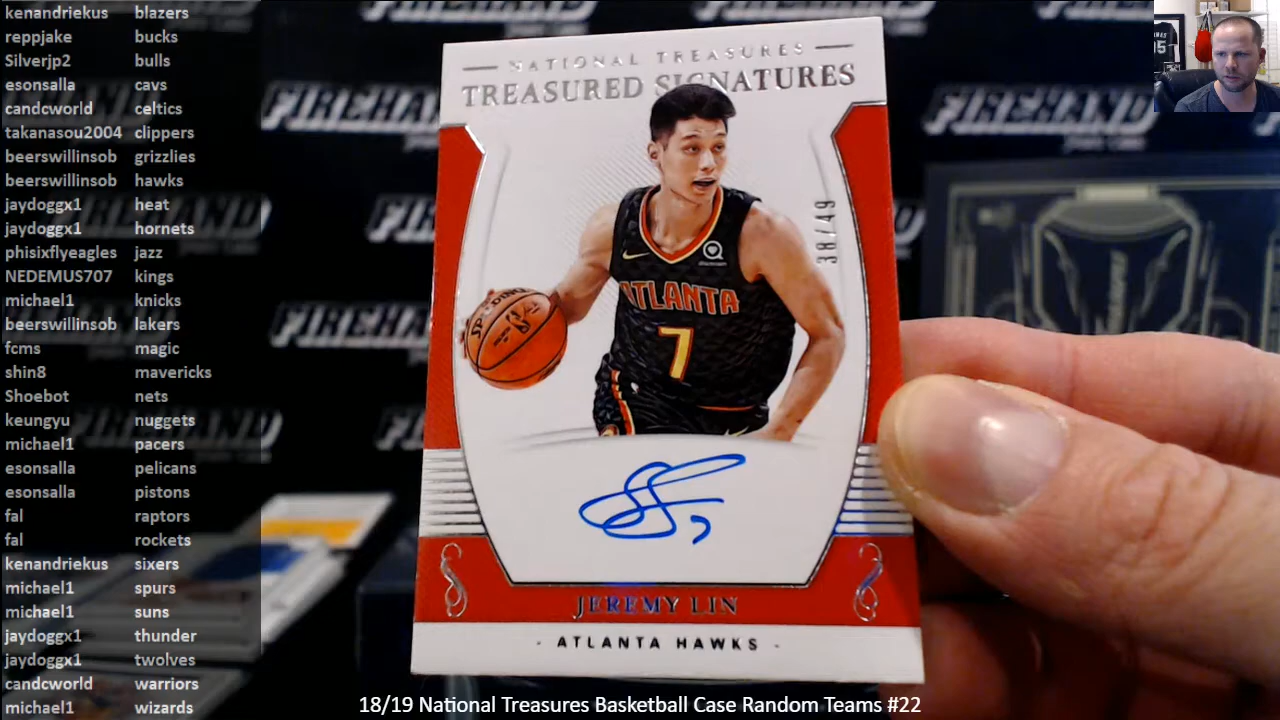 kenandriekus blazers
reppjake bucks
Silverjp2 bulls
esonsalla cavs
candcworld celtics
takanasou2004 clippers
beerswillinsob grizzlies
beerswillinsob hawks
jaydoggx1 heat
jaydoggx1 hornets
phisixflyeagles jazz
NEDEMUS707 kings
michael1 knicks
beerswillinsob lakers
fcms magic
shin8 mavericks
Shoebot nets
keungyu nuggets
michael1 pacers
esonsalla pelicans
esonsalla pistons
fal raptors
fal rockets
kenandriekus sixers
michael1 spurs
michael1 suns
jaydoggx1 thunder
jaydoggx1 twolves
candcworld warriors
michael1 wizards
NATIONAL TREASURES
TREASURED SIGNATURES
38/49
SPALDING
ATLANTA
7
JEREMY LIN
- ATLANTA HAWKS -
FIREHAND
FIREHAND
18/19 National Treasures Basketball Case Random Teams #22